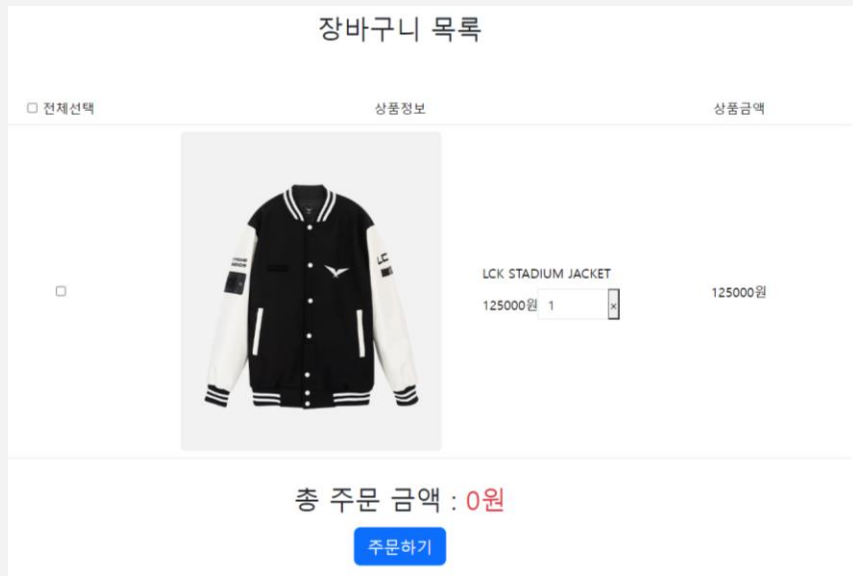 장바구니 목록
전체선택 상품정보 상품금액
LCK STADIUM JACKET
125000원 1 × 125000원
총 주문 금액 : 0원
주문하기